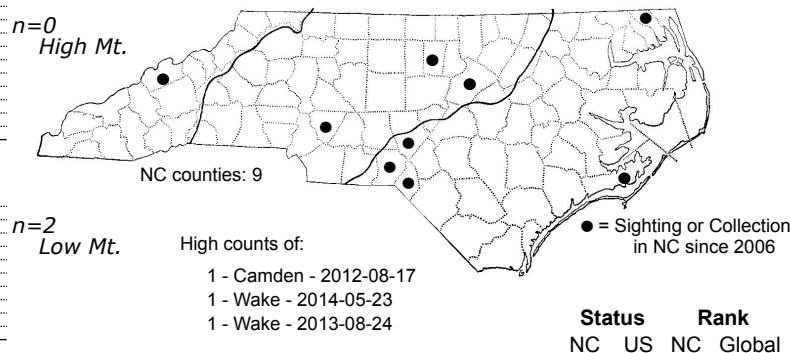 n=0
High Mt.
NC counties: 9
n=2
Low Mt.
High counts of:
1 - Camden - 2012-08-17
1 - Wake - 2014-05-23
1 - Wake - 2013-08-24
● = Sighting or Collection
in NC since 2006
Status Rank
NC US NC Global